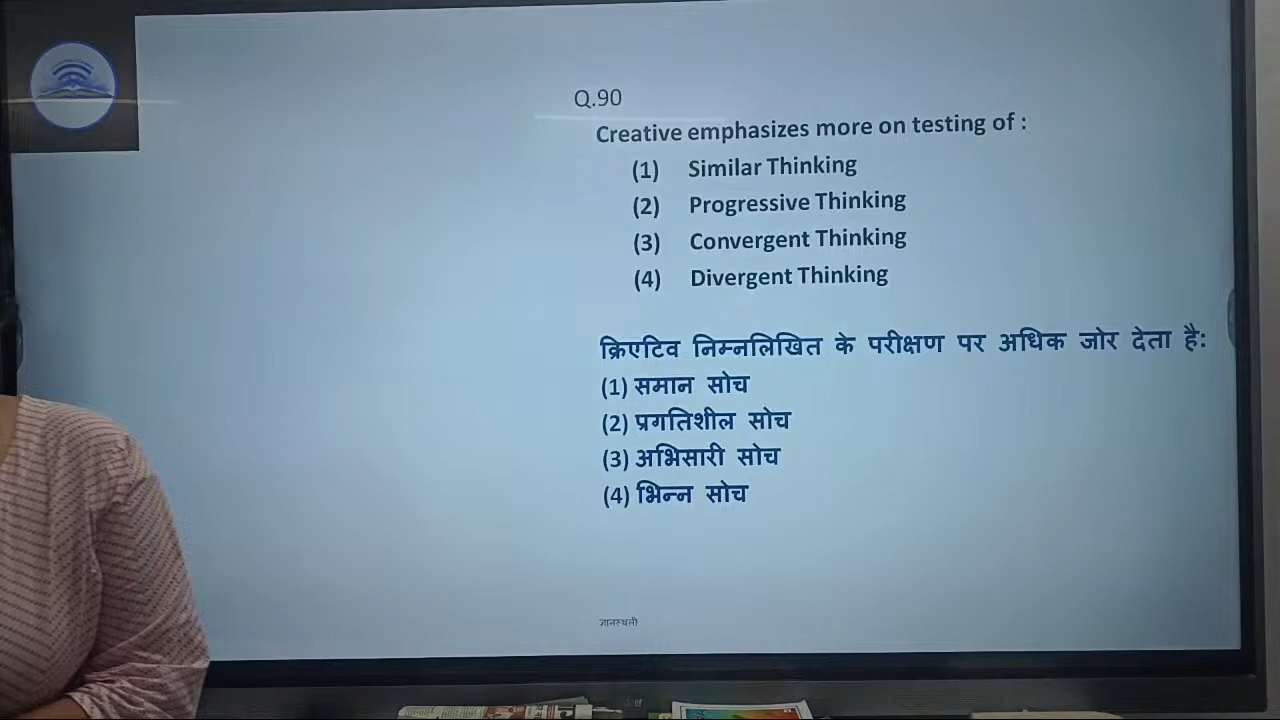 Q.90
Creative emphasizes more on testing of :
(1) Similar Thinking
(2) Progressive Thinking
(3) Convergent Thinking
(4) Divergent Thinking
क्रिएटिव निम्नलिखित के परीक्षण पर अधिक जोर देता है:
(1) समान सोच
(2) प्रगतिशील सोच
(3) अभिसारी सोच
(4) भिन्न सोच
ज्ञानस्थली